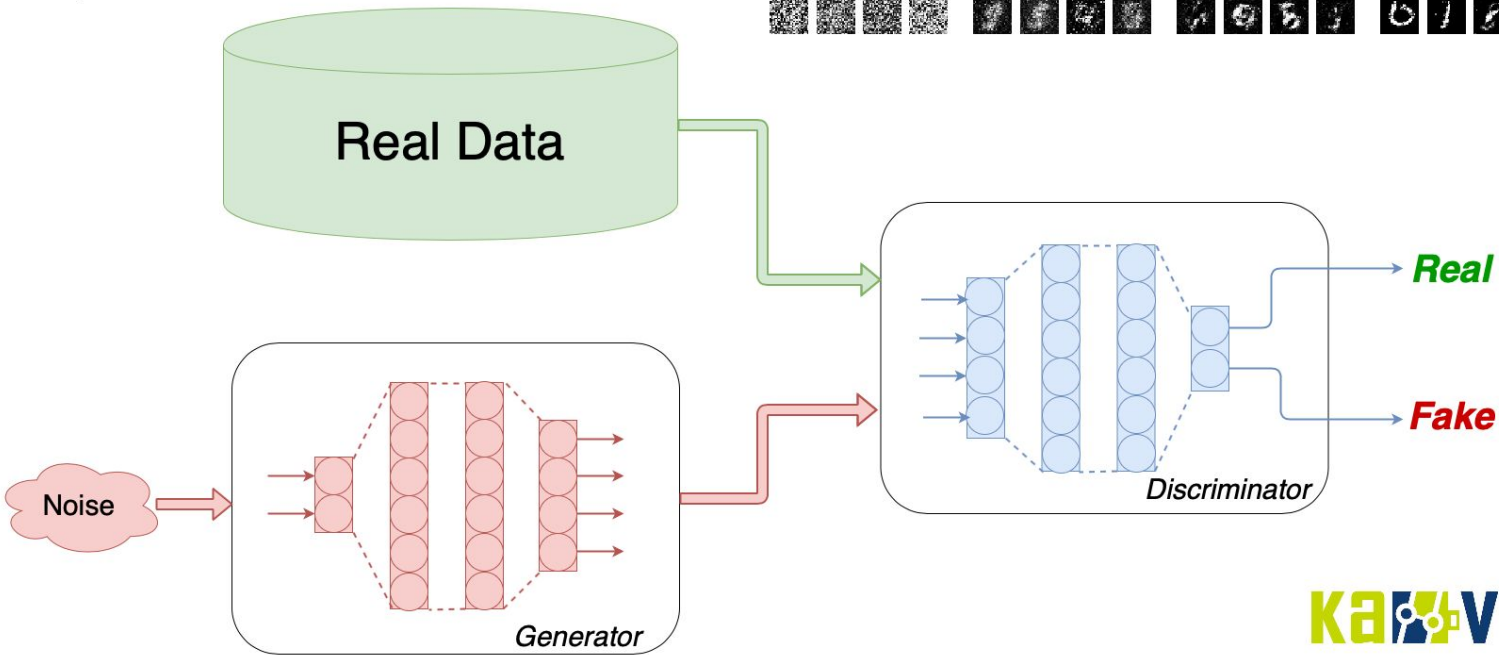 Real Data
Real
Fake
Discriminator
Noise
Generator